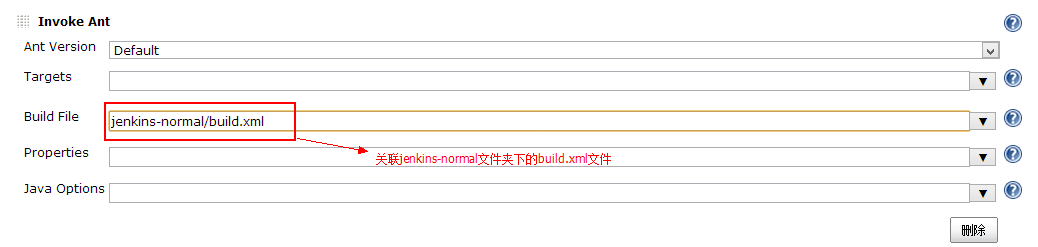 Invoke Ant
Ant Version
Default
Targets
Build File
jenkins-normal/build.xml
Properties
关联jenkins-normal文件夹下的build.xml文件
Java Options
删除